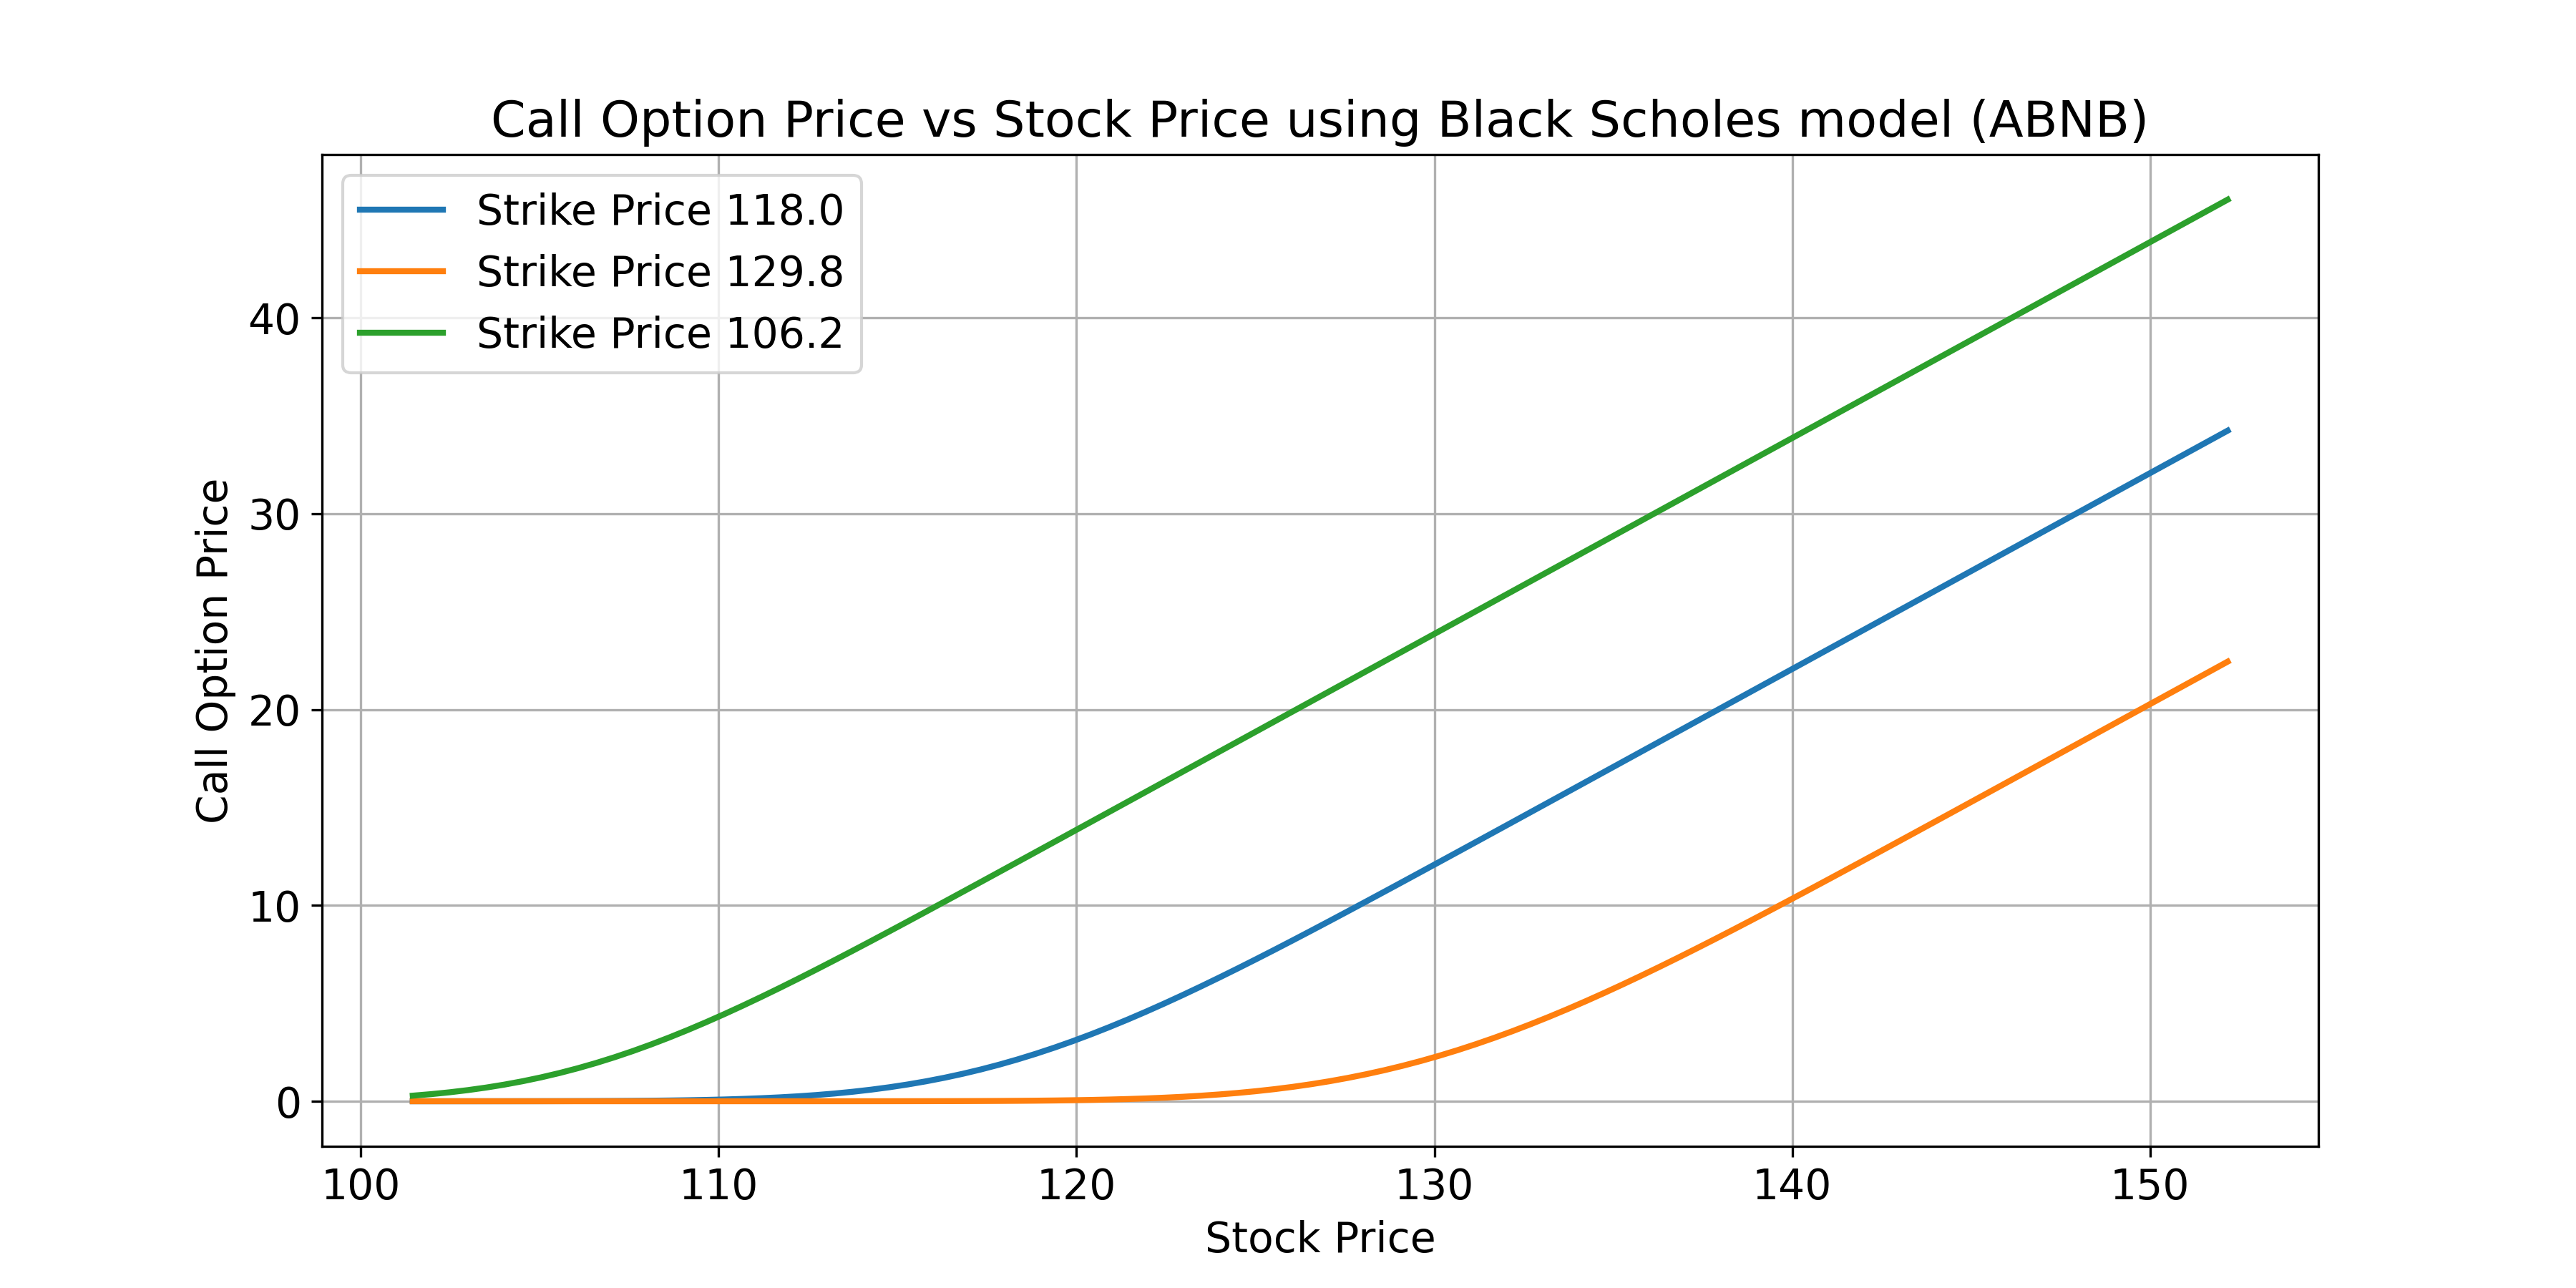 Call Option Price vs Stock Price using Black Scholes model (ABNB)
Strike Price 118.0
Strike Price 129.8
Strike Price 106.2
Call Option Price
40
30
20
10
0
100 110 120 130 140 150
Stock Price